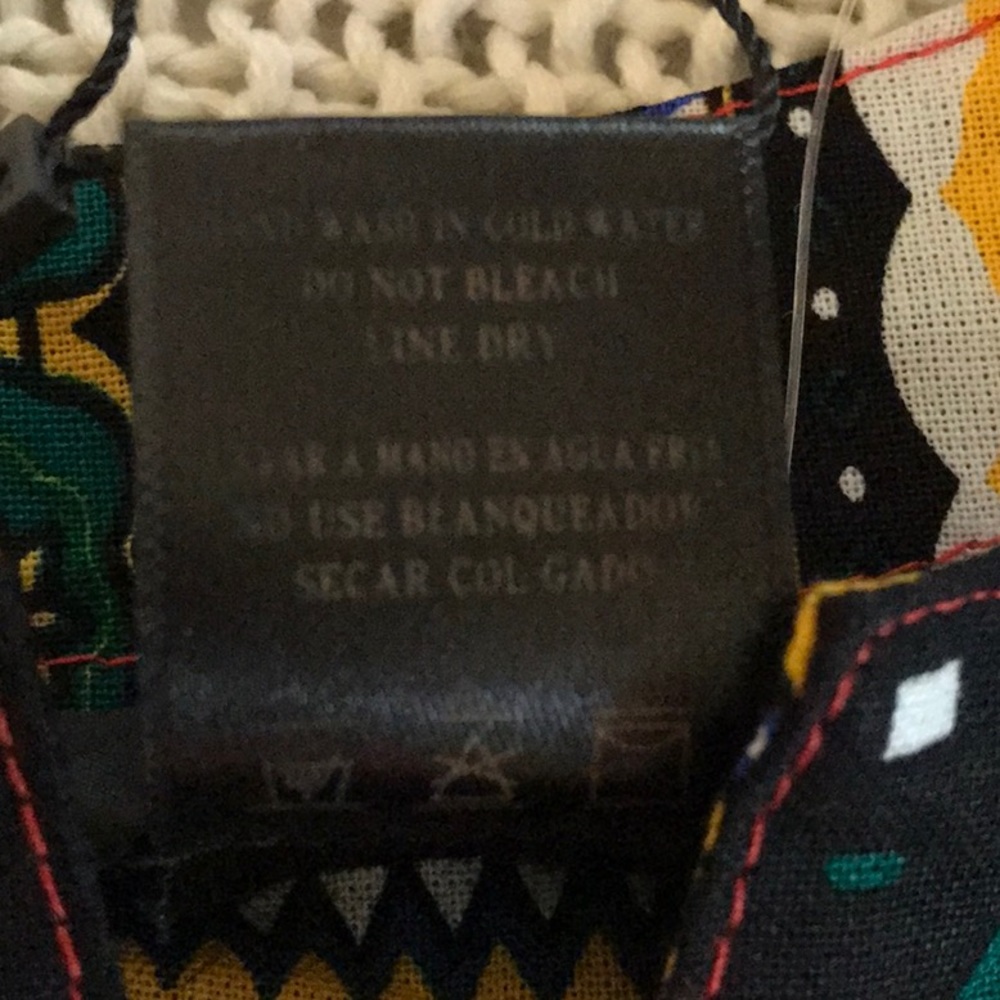 HAND WASH IN COLD WATER
DO NOT BLEACH
LINE DRY
LAVAR A MANO EN AGUA FRIA
NO USE BLANQUEADOR
SECAR COLGADO